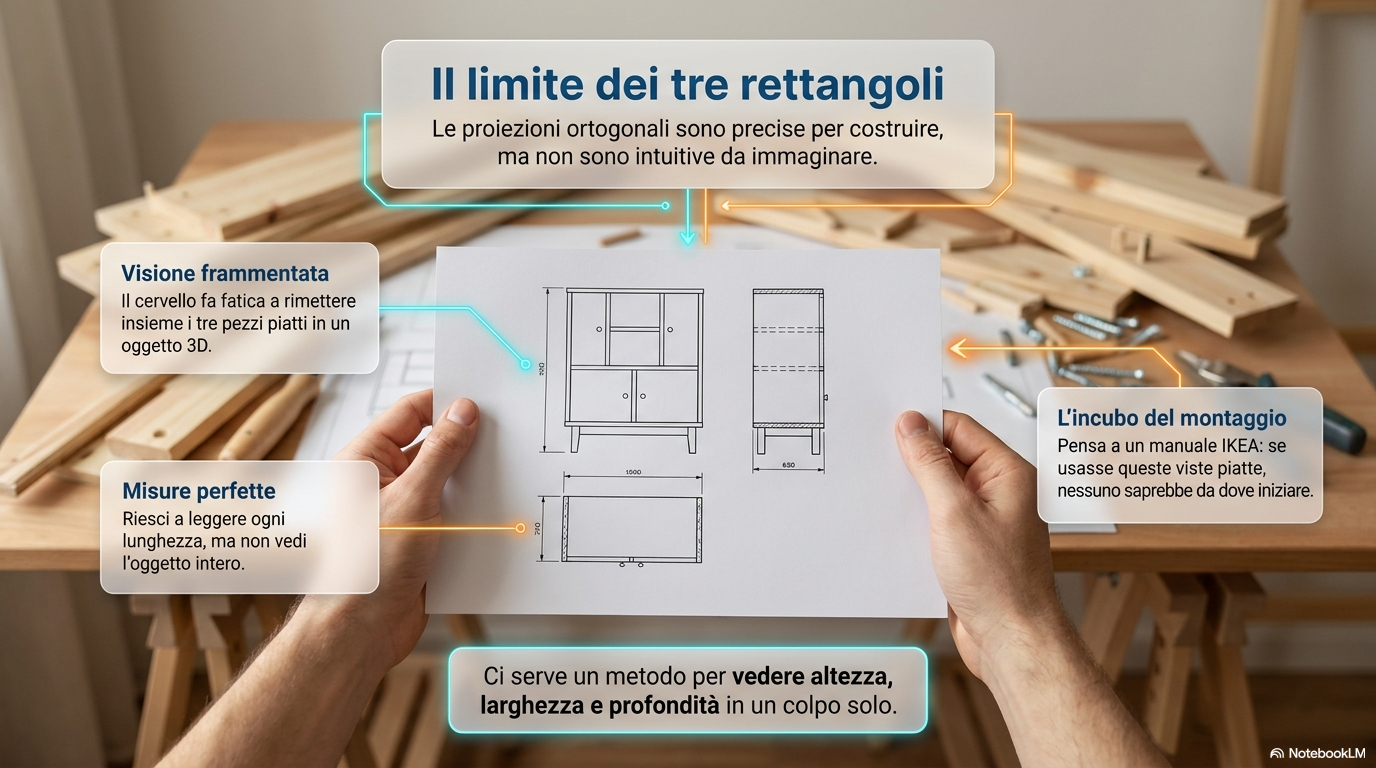 Il limite dei tre rettangoli
Le proiezioni ortogonali sono precise per costruire,
ma non sono intuitive da immaginare.
Visione frammentata
Il cervello fa fatica a rimettere
insieme i tre pezzi piatti in un
oggetto 3D.
Misure perfette
Riesci a leggere ogni
lunghezza, ma non vedi
l'oggetto intero.
L'incubo del montaggio
Pensa a un manuale IKEA: se
usasse queste viste piatte,
nessuno saprebbe da dove iniziare.
650
Ci serve un metodo per vedere altezza,
larghezza e profondità in un colpo solo.
NotebookLM